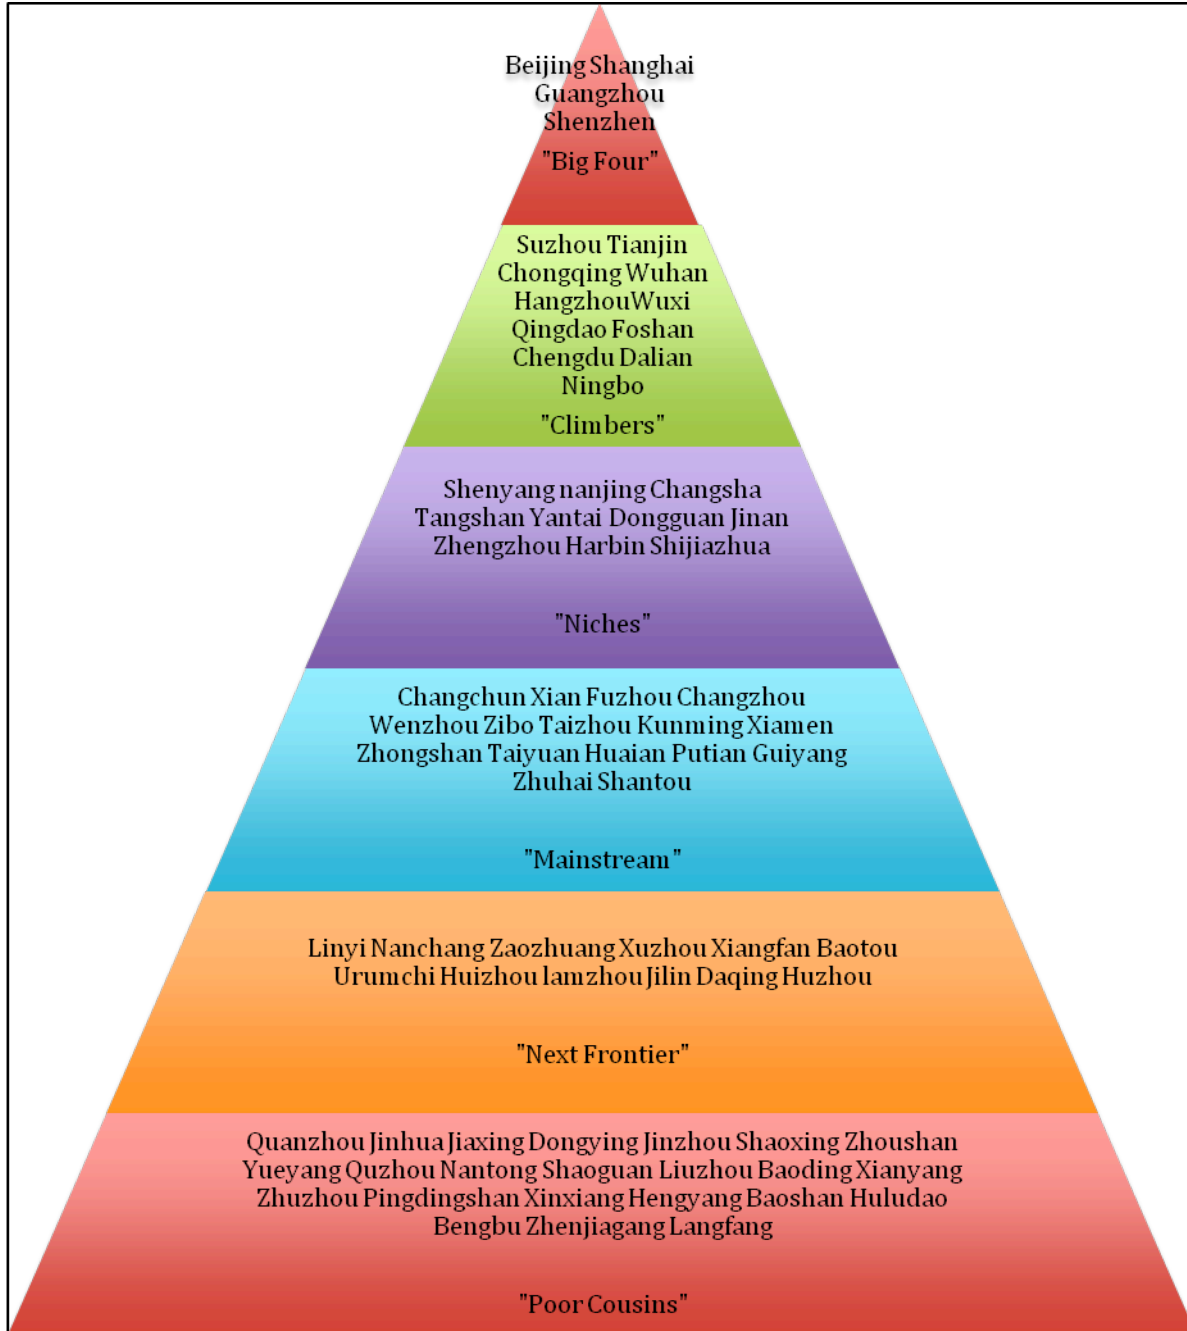 Beijing Shanghai
Guangzhou
Shenzhen
"Big Four"
Suzhou Tianjin
Chongqing Wuhan
HangzhouWuxi
Qingdao Foshan
Chengdu Dalian
Ningbo
"Climbers"
Shenyang nanjing Changsha
Tangshan Yantai Dongguan Jinan
Zhengzhou Harbin Shijiazhua
"Niches"
Changchun Xian Fuzhou Changzhou
Wenzhou Zibo Taizhou Kunming Xiamen
Zhongshan Taiyuan Huaian Putian Guiyang
Zhuhai Shantou
"Mainstream"
Linyi Nanchang Zaozhuang Xuzhou Xiangfan Baotou
Urumchi Huizhou lamzhou Jilin Daqing Huzhou
"Next Frontier"
Quanzhou Jinhua Jiaxing Dongying Jinzhou Shaoxing Zhoushan
Yueyang Quzhou Nantong Shaoguan Liuzhou Baoding Xianyang
Zhuzhou Pingdingshan Xinxiang Hengyang Baoshan Huludao
Bengbu Zhenjiagang Langfang
"Poor Cousins"